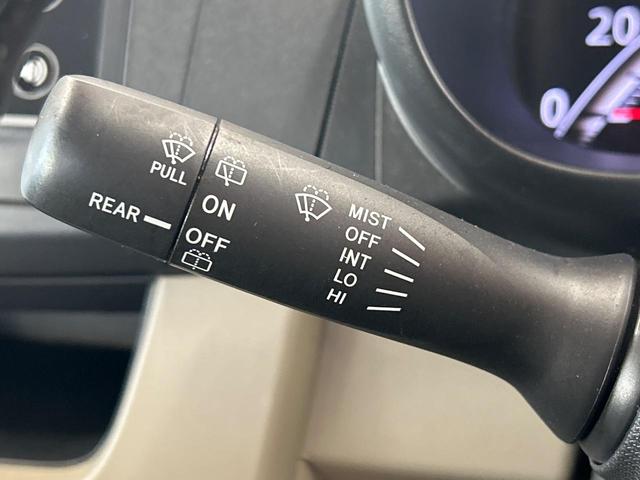 PULL
REAR
ON
OFF
MIST
OFF
INT
LO
HI
20
0